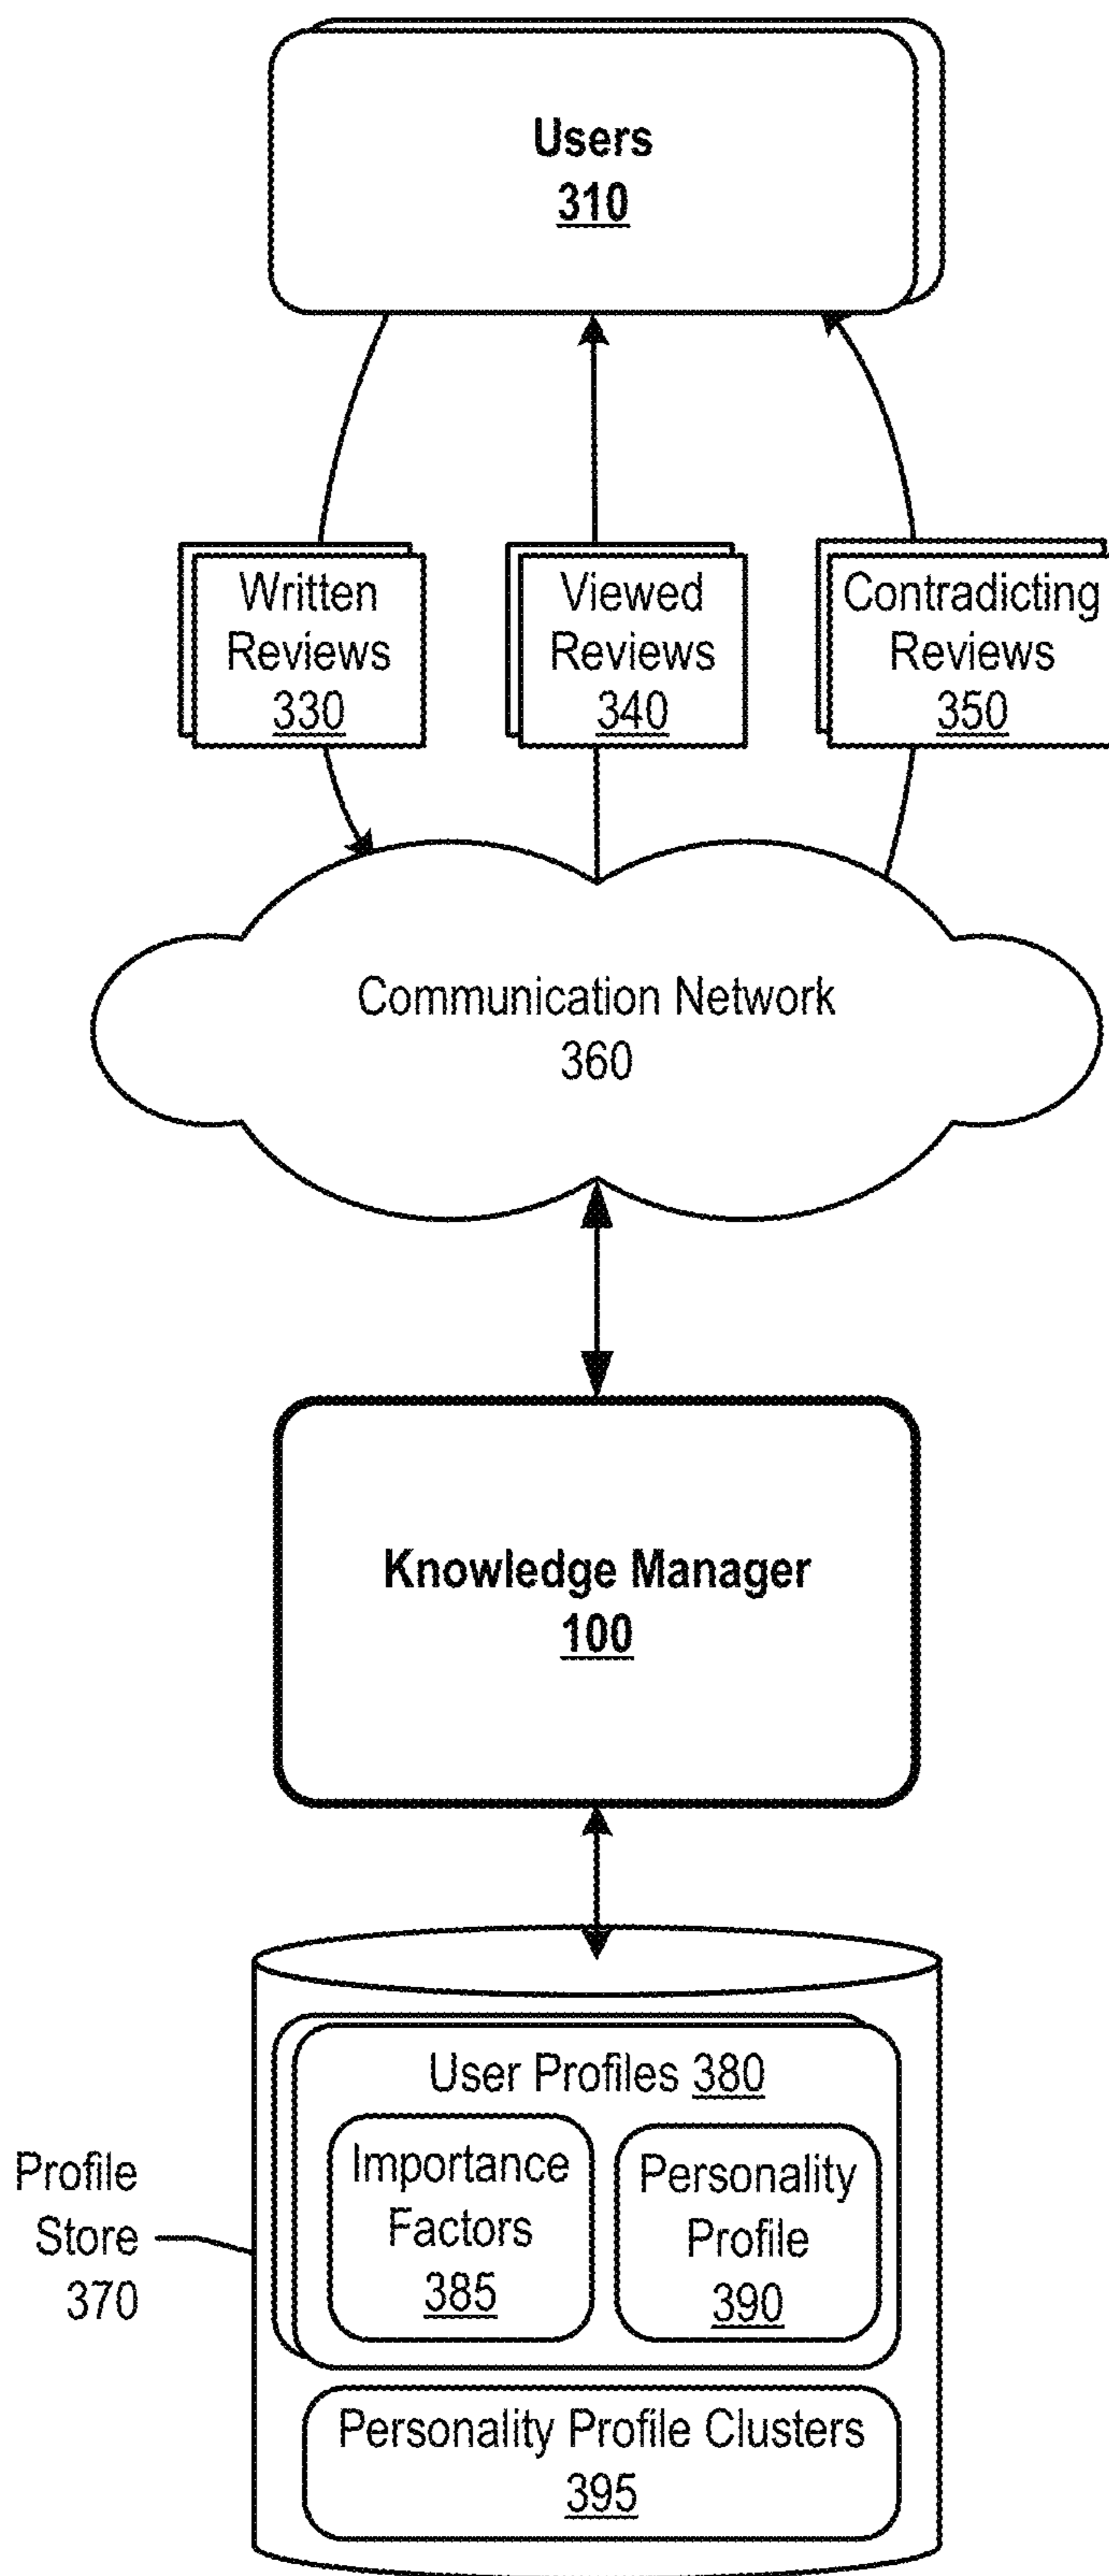 Users
310
Written
Reviews
330
Viewed
Reviews
340
Contradicting
Reviews
350
Communication Network
360
Knowledge Manager
100
Profile
Store
370
User Profiles 380
Importance
Factors
385
Personality
Profile
390
Personality Profile Clusters
395